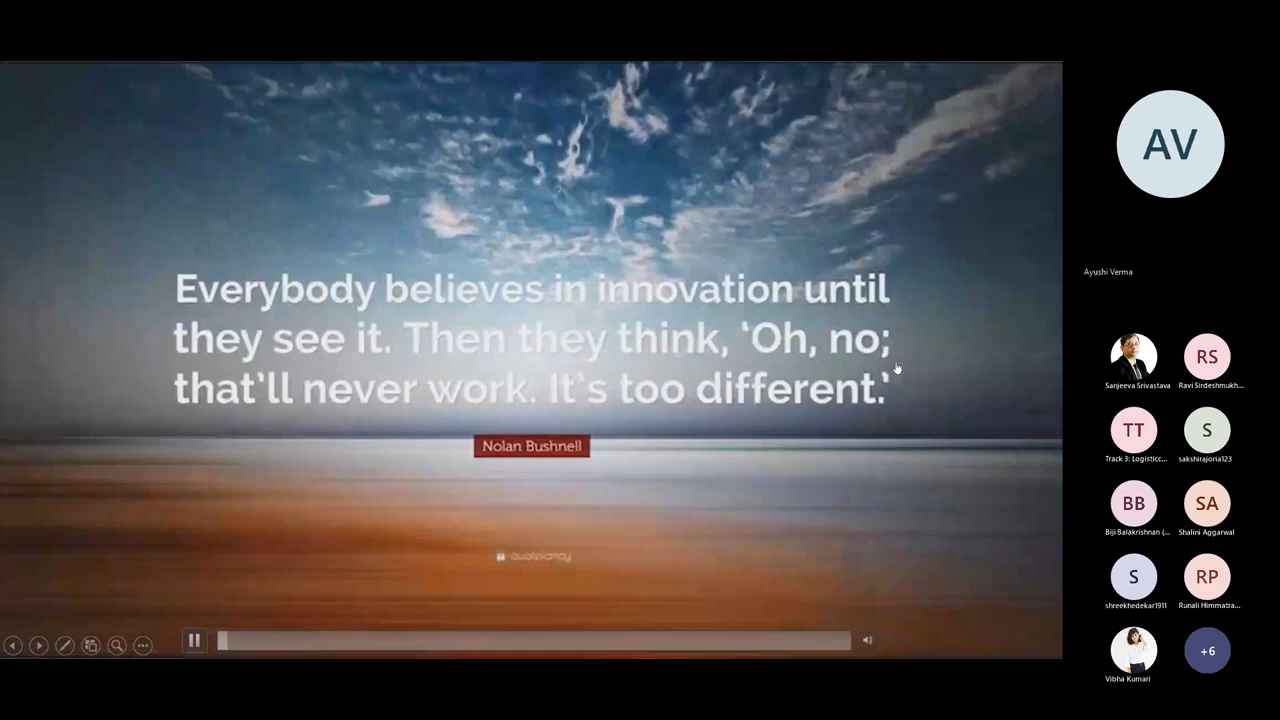 Everybody believes in innovation until
they see it. Then they think, ‘Oh, no;
that’ll never work. It‘s too different.’
Nolan Bushnell
quotefancy
AV
Ayushi Verma
Sanjeeva Srivastava
RS
Ravi Sirdeshmukh...
TT
Track 3: Logisticc...
S
sakshirajoria123
BB
Biji Balakrishnan (...
SA
Shalini Aggarwal
S
shreekhedekar1911
RP
Runali Himmatra...
Vibha Kumari
+6